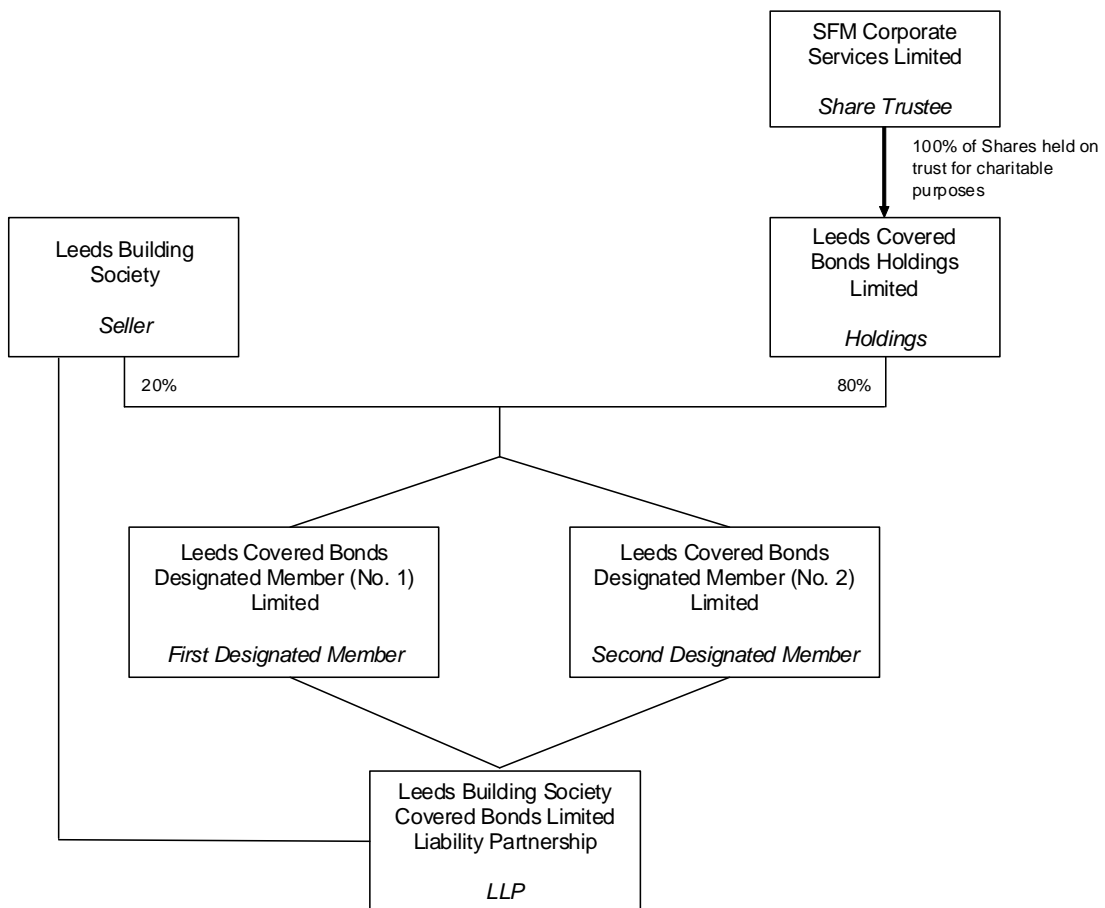 SFM Corporate
Services Limited
Share Trustee
100% of Shares held on
trust for charitable
purposes
Leeds Building
Society
Seller
Leeds Covered
Bonds Holdings
Limited
Holdings
20%
80%
Leeds Covered Bonds
Designated Member (No. 1)
Limited
First Designated Member
Leeds Covered Bonds
Designated Member (No. 2)
Limited
Second Designated Member
Leeds Building Society
Covered Bonds Limited
Liability Partnership
LLP